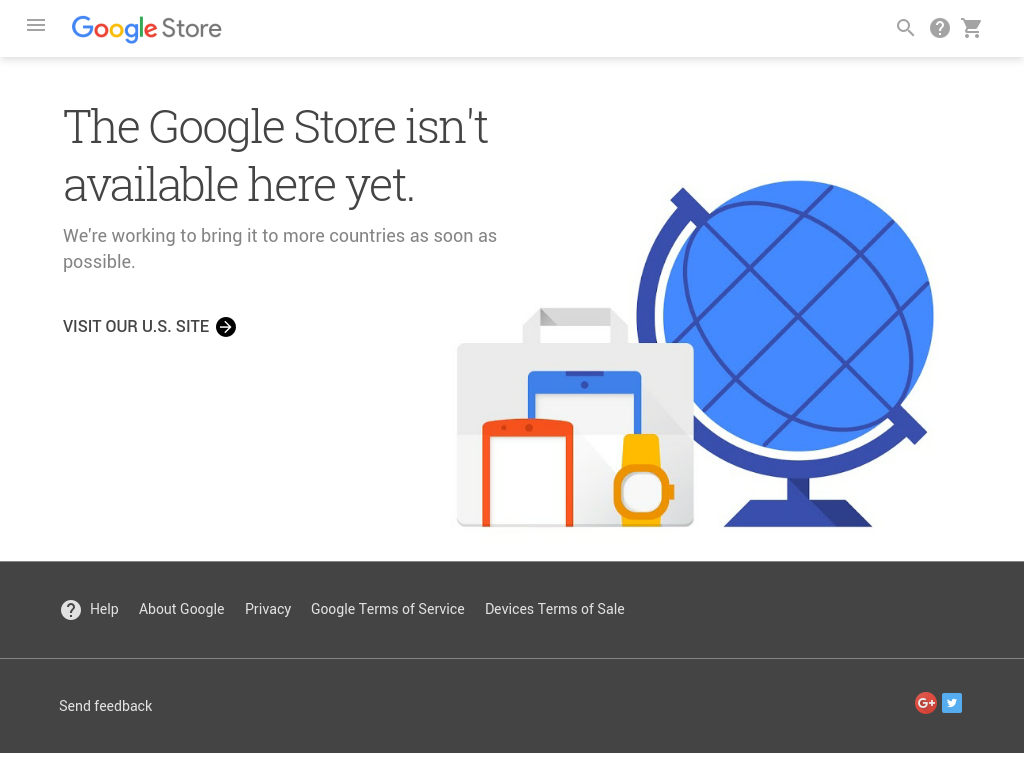 Google Store
The Google Store isn't
available here yet.
We're working to bring it to more countries as soon as
possible.
VISIT OUR U.S. SITE
Help About Google Privacy Google Terms of Service Devices Terms of Sale
Send feedback G+